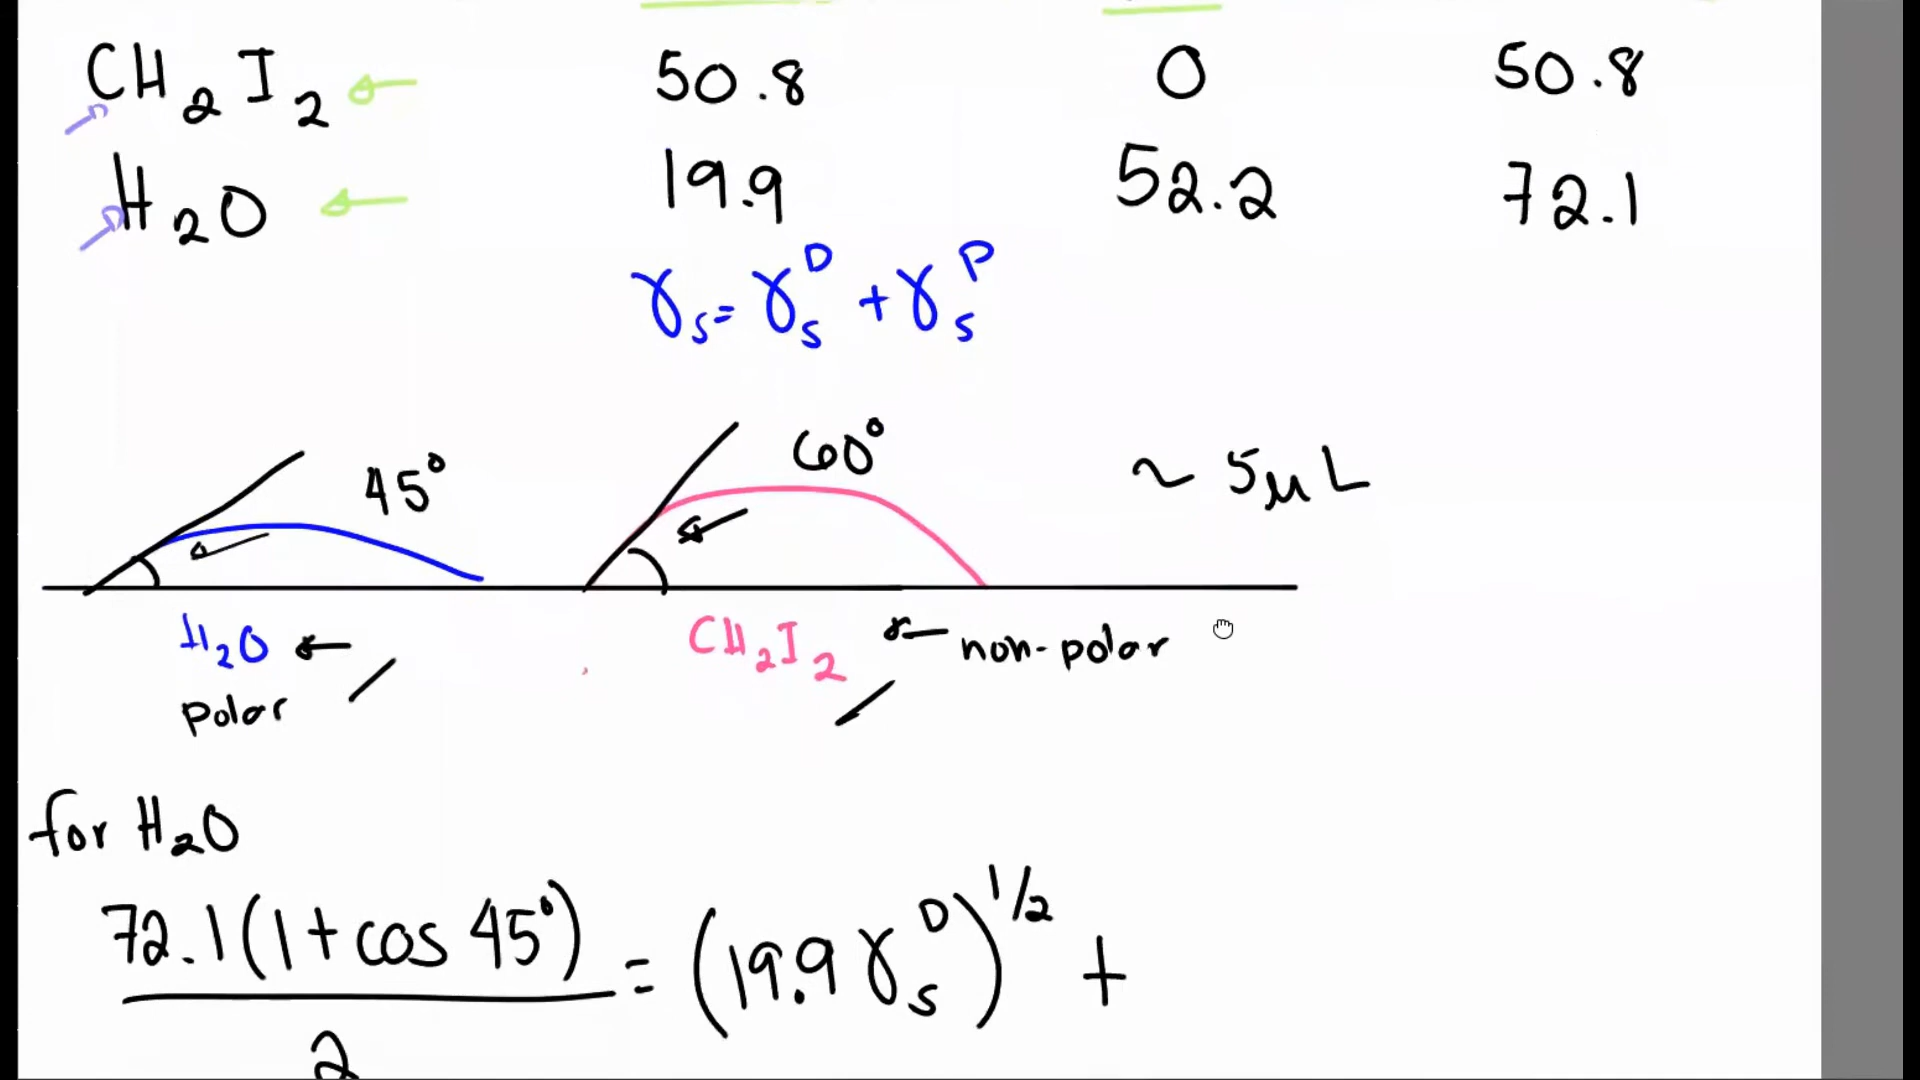 CH₂I₂ 50.8 0 50.8
H₂O 19.9 52.2 72.1
γₛ = γₛᴰ + γₛᴾ
45° 60° ~ 5μL
H₂O CH₂I₂ non-polar
polar
for H₂O
72.1(1+cos 45°)/2 = (19.9 γₛᴰ)^1/2 +